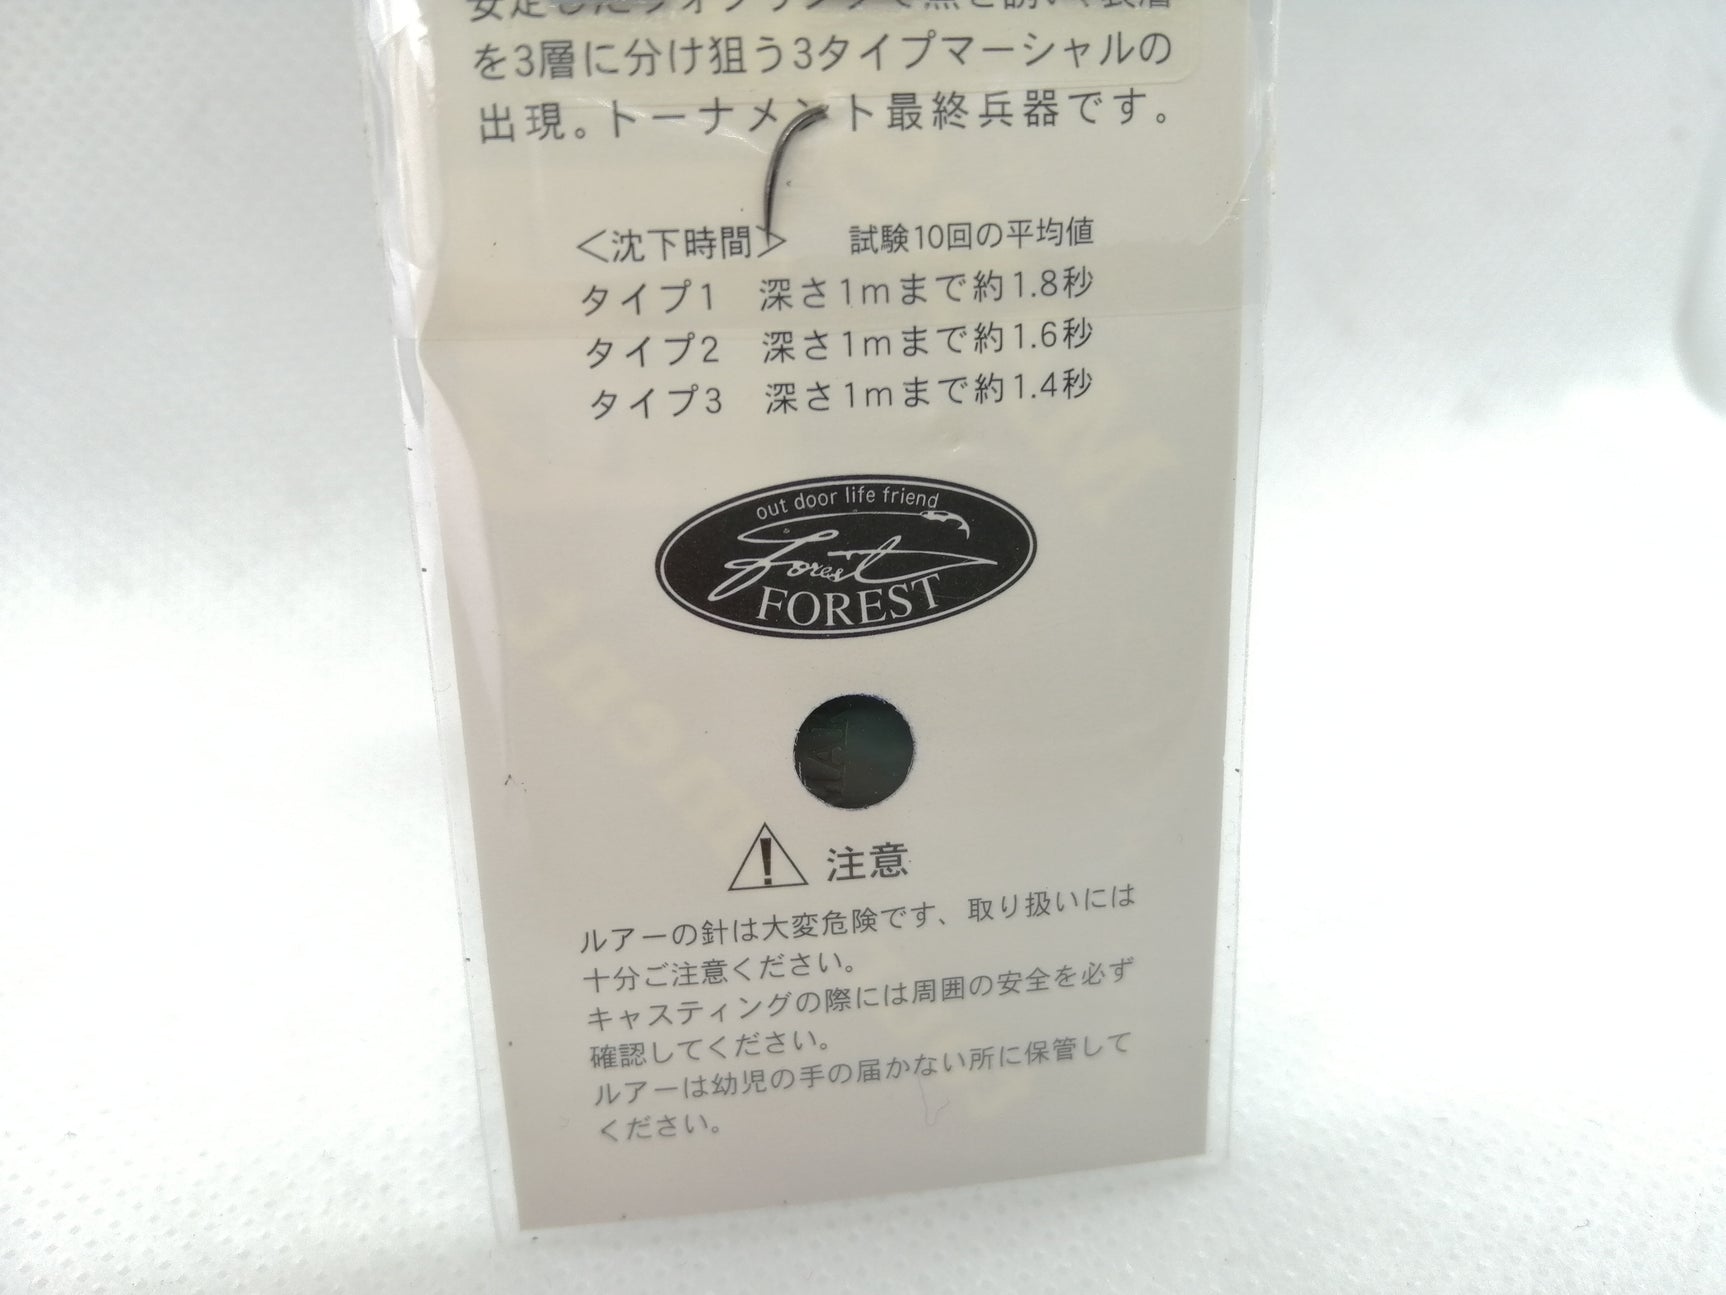 を3層に分け狙う3タイプマーシャルの
出現。トーナメント最終兵器です。
＜沈下時間＞ 試験10回の平均値
タイプ1 深さ1mまで約1.8秒
タイプ2 深さ1mまで約1.6秒
タイプ3 深さ1mまで約1.4秒
out door life friend
Forest
FOREST
注意
ルアーの針は大変危険です、取り扱いには
十分ご注意ください。
キャスティングの際には周囲の安全を必ず
確認してください。
ルアーは幼児の手の届かない所に保管して
ください。